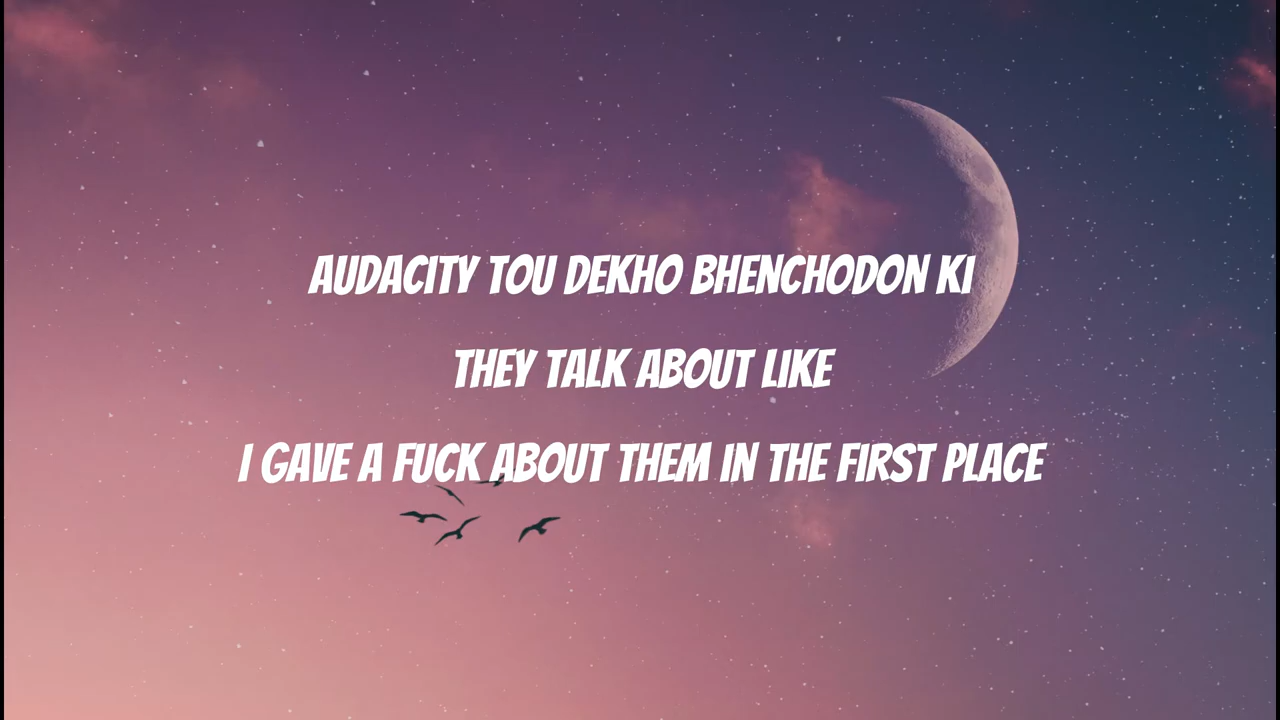 AUDACITY TOU DEKHO BHENCHODON KI
THEY TALK ABOUT LIKE
I GAVE A FUCK ABOUT THEM IN THE FIRST PLACE